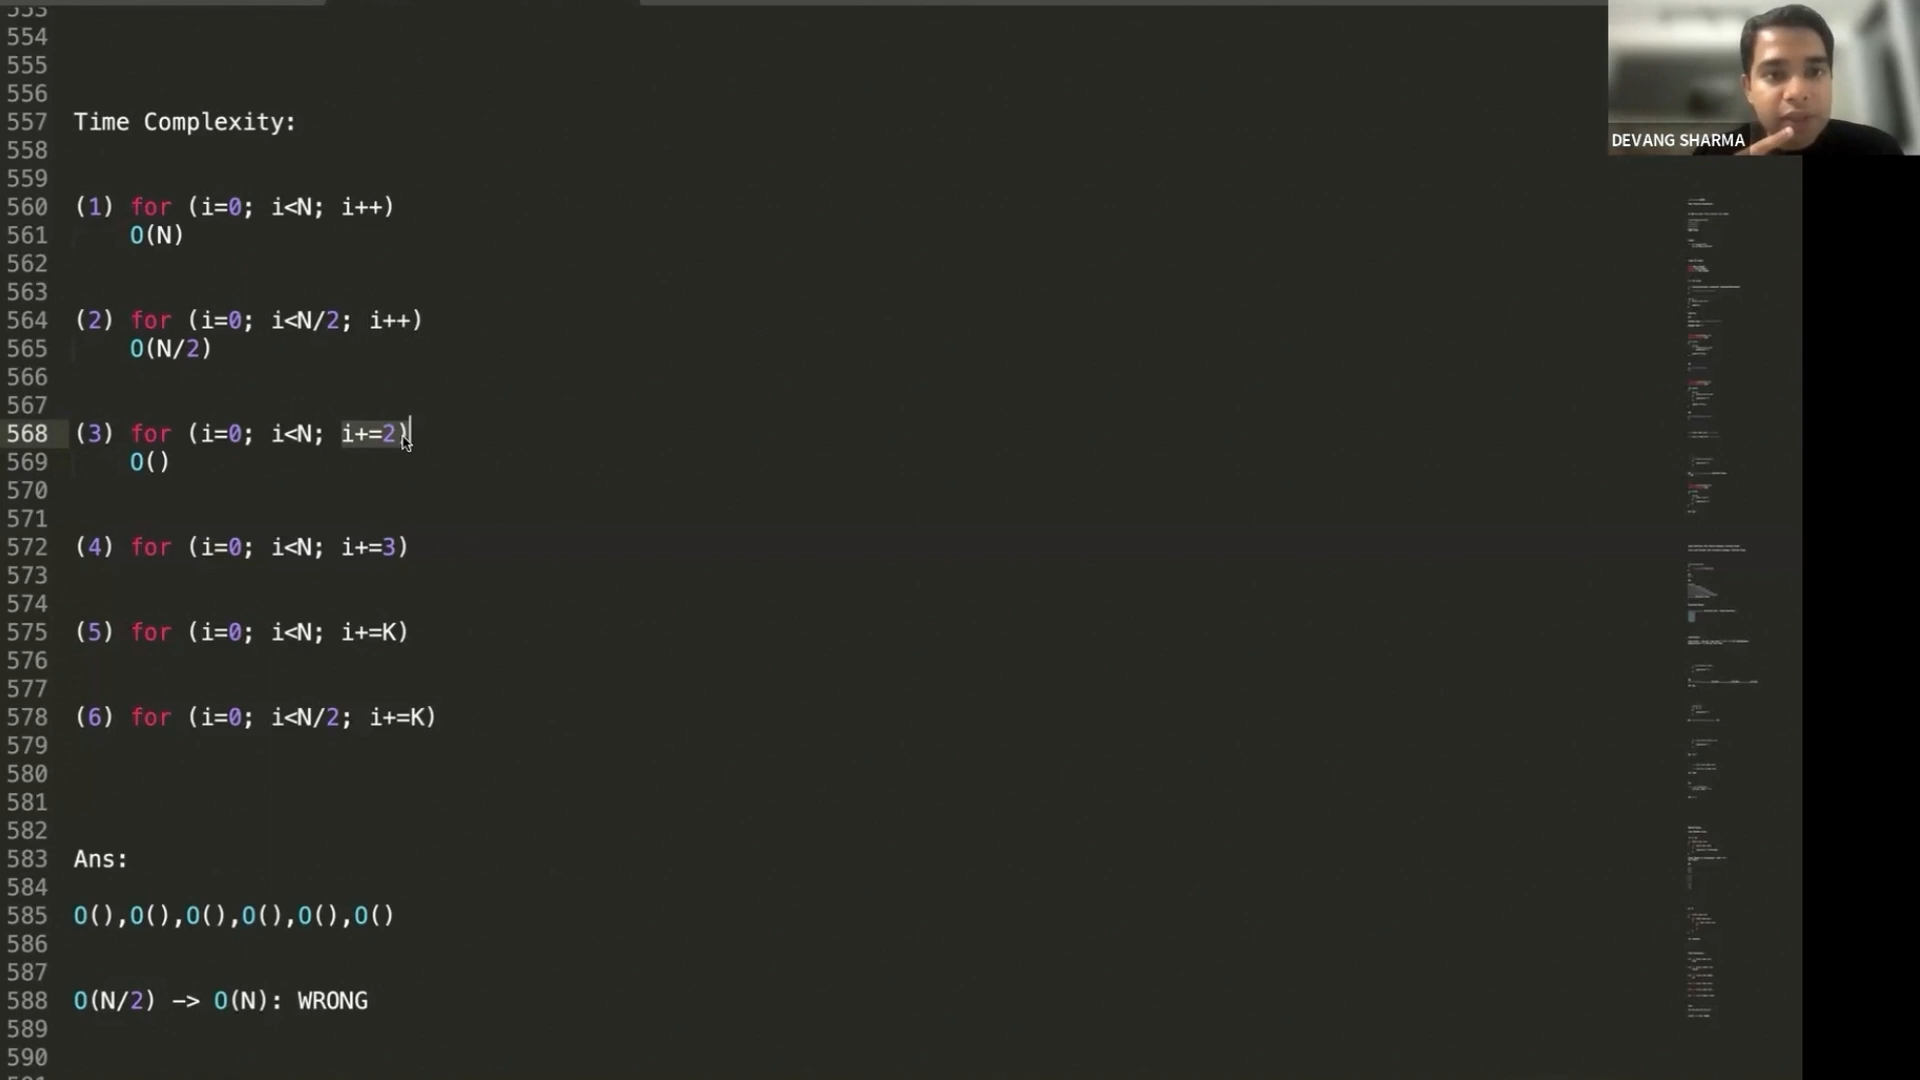 553
554
555
556
557 Time Complexity:
558
559
560 (1) for (i=0; i<N; i++)
561 O(N)
562
563
564 (2) for (i=0; i<N/2; i++)
565 O(N/2)
566
567
568 (3) for (i=0; i<N; i+=2)
569 O()
570
571
572 (4) for (i=0; i<N; i+=3)
573
574
575 (5) for (i=0; i<N; i+=K)
576
577
578 (6) for (i=0; i<N/2; i+=K)
579
580
581
582
583 Ans:
584
585 O(),O(),O(),O(),O(),O()
586
587
588 O(N/2) -> O(N): WRONG
589
590
DEVANG SHARMA